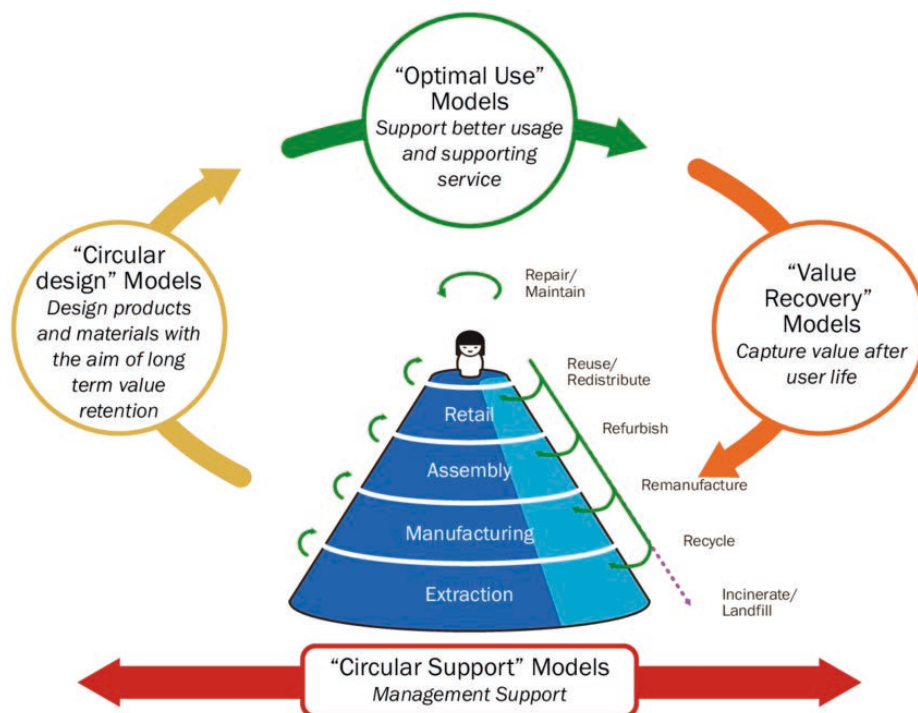 “Optimal Use”
Models
Support better usage
and supporting
service
“Circular
design” Models
Design products
and materials with
the aim of long
term value
retention
“Value
Recovery”
Models
Capture value after
user life
Repair/
Maintain
Reuse/
Redistribute
Refurbish
Remanufacture
Recycle
Incinerate/
Landfill
Retail
Assembly
Manufacturing
Extraction
“Circular Support” Models
Management Support